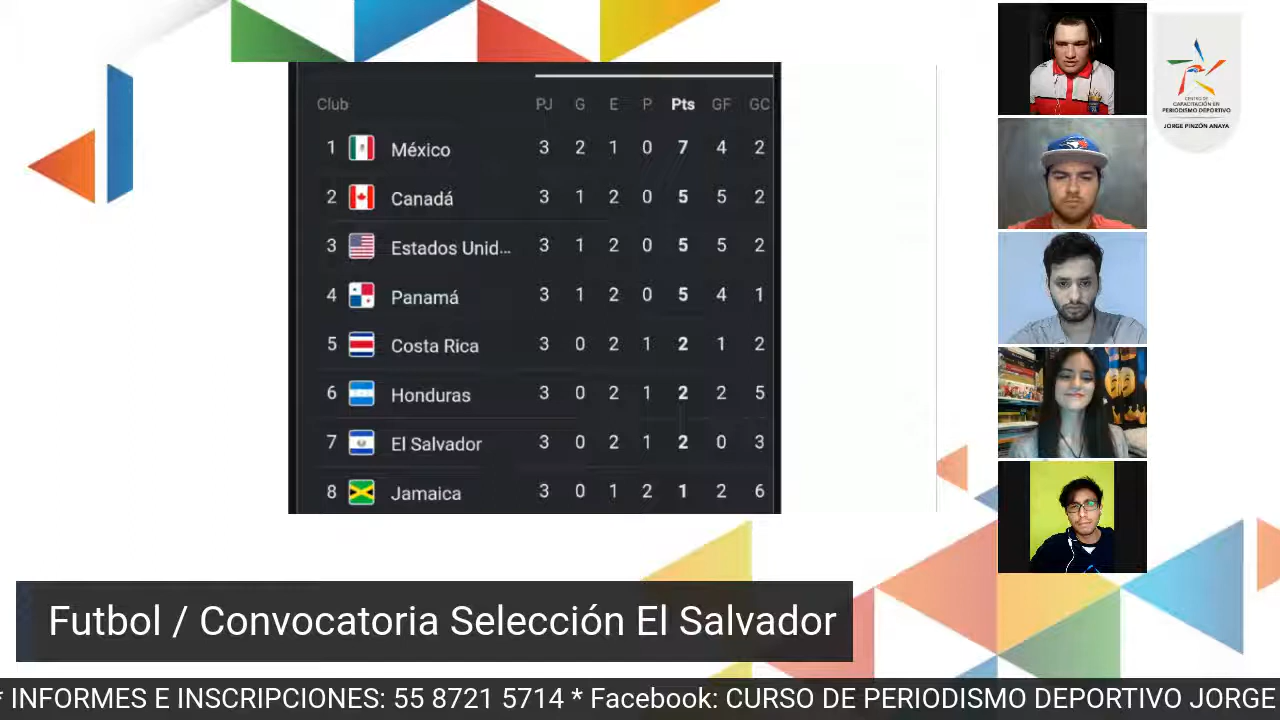 CENTRO DE
CAPACITACIÓN EN
PERIODISMO DEPORTIVO
JORGE PINZÓN ANAYA
Club PJ G E P Pts GF GC
1 México 3 2 1 0 7 4 2
2 Canadá 3 1 2 0 5 5 2
3 Estados Unid... 3 1 2 0 5 5 2
4 Panamá 3 1 2 0 5 4 1
5 Costa Rica 3 0 2 1 2 1 2
6 Honduras 3 0 2 1 2 2 5
7 El Salvador 3 0 2 1 2 0 3
8 Jamaica 3 0 1 2 1 2 6
Futbol / Convocatoria Selección El Salvador
* INFORMES E INSCRIPCIONES: 55 8721 5714 * Facebook: CURSO DE PERIODISMO DEPORTIVO JORGE